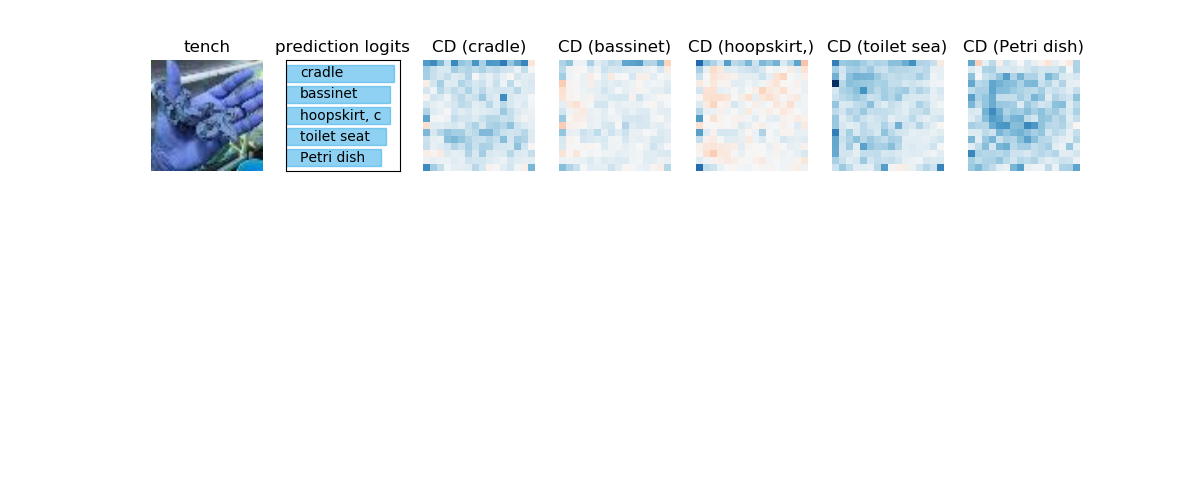 tench
prediction logits
CD (cradle)
CD (bassinet)
CD (hoopskirt,)
CD (toilet sea)
CD (Petri dish)
cradle
bassinet
hoopskirt, c
toilet seat
Petri dish